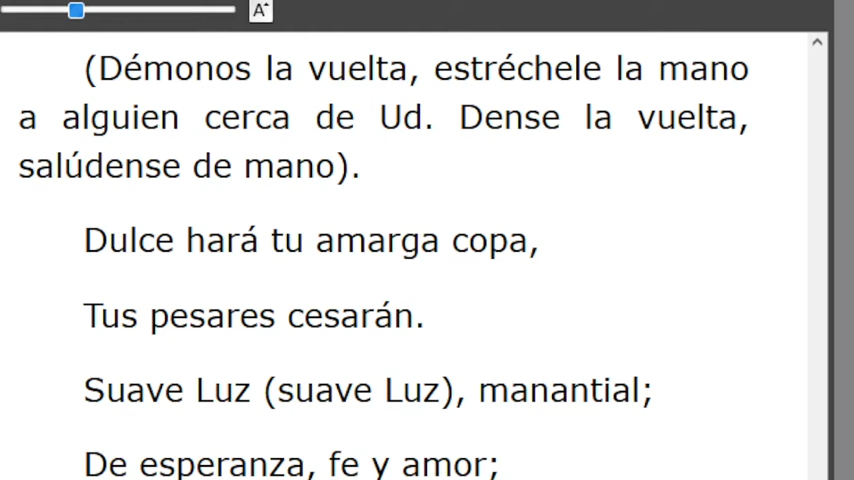 A
(Démonos la vuelta, estréchele la mano
a alguien cerca de Ud. Dense la vuelta,
salúdense de mano).
Dulce hará tu amarga copa,
Tus pesares cesarán.
Suave Luz (suave Luz), manantial;
De esperanza, fe y amor;